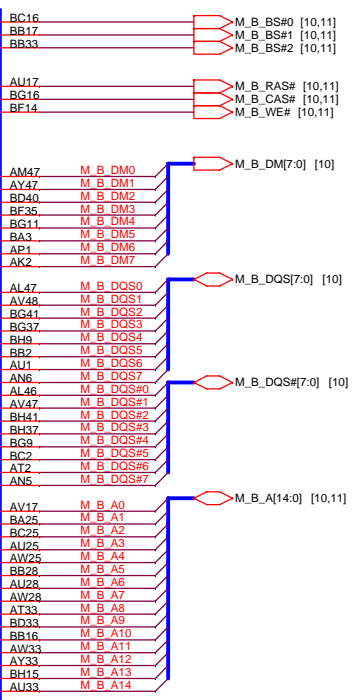 BC16 M_B_BS#0 [10,11]
BB17 M_B_BS#1 [10,11]
BB33 M_B_BS#2 [10,11]
AU17 M_B_RAS# [10,11]
BG16 M_B_CAS# [10,11]
BF14 M_B_WE# [10,11]
M_B_DM[7:0] [10]
AM47 M_B_DM0
AY47 M_B_DM1
BD40 M_B_DM2
BF35 M_B_DM3
BG11 M_B_DM4
BA3 M_B_DM5
AP1 M_B_DM6
AK2 M_B_DM7
M_B_DQS[7:0] [10]
AL47 M_B_DQS0
AV48 M_B_DQS1
BG41 M_B_DQS2
BG37 M_B_DQS3
BH9 M_B_DQS4
BB2 M_B_DQS5
AU1 M_B_DQS6
AN6 M_B_DQS7
M_B_DQS#[7:0] [10]
AL46 M_B_DQS#0
AV47 M_B_DQS#1
BH41 M_B_DQS#2
BH37 M_B_DQS#3
BG9 M_B_DQS#4
BC2 M_B_DQS#5
AT2 M_B_DQS#6
AN5 M_B_DQS#7
M_B_A[14:0] [10,11]
AV17 M_B_A0
BA25 M_B_A1
BC25 M_B_A2
AU25 M_B_A3
AW25 M_B_A4
BB28 M_B_A5
AU28 M_B_A6
AW28 M_B_A7
AT33 M_B_A8
BD33 M_B_A9
BB16 M_B_A10
AW33 M_B_A11
AY33 M_B_A12
BH15 M_B_A13
AU33 M_B_A14